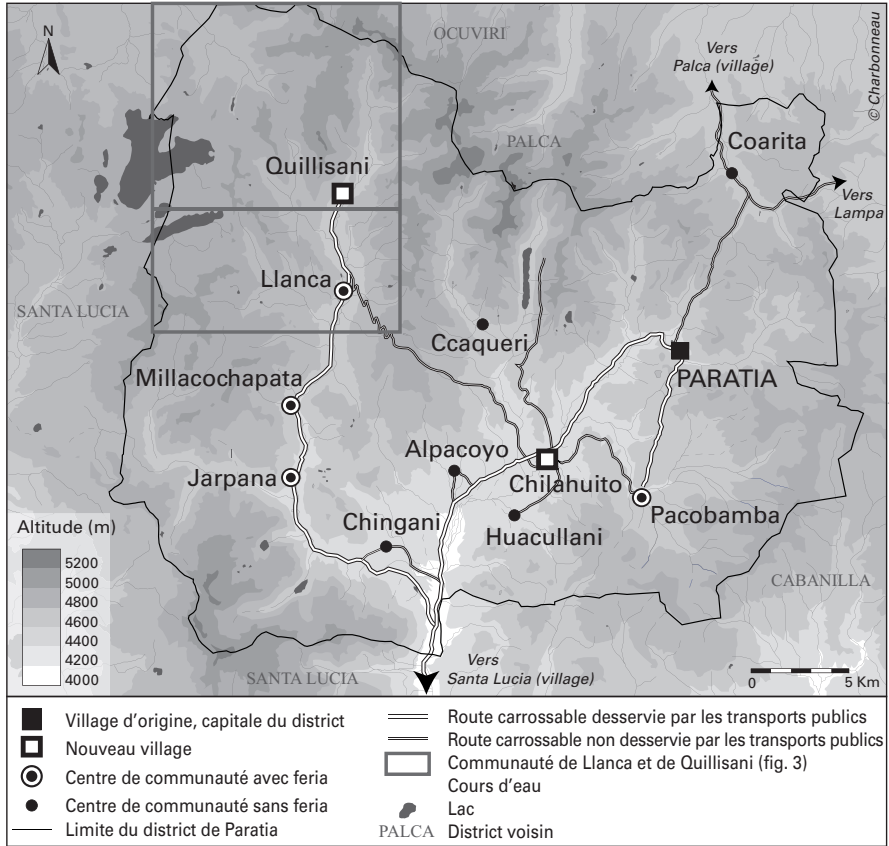 N
OCUVIRI
Vers
Palca (village)
© Charbonneau
PALCA
Coarita
Quillisani
Vers
Lampa
Llanca
SANTA LUCIA
Ccaqueri
PARATIA
Millacochapata
Alpacoyo
Jarpana
Chilahuito
Chingani
Pacobamba
Huacullani
Altitude (m)
5200
5000
4800
4600
4400
4200
4000
CABANILLA
SANTA LUCIA
Vers
Santa Lucia (village)
0 5 Km
Village d'origine, capitale du district
Nouveau village
Centre de communauté avec feria
Centre de communauté sans feria
Limite du district de Paratia
Route carrossable desservie par les transports publics
Route carrossable non desservie par les transports publics
Communauté de Llanca et de Quillisani (fig. 3)
Cours d'eau
Lac
PALCA District voisin